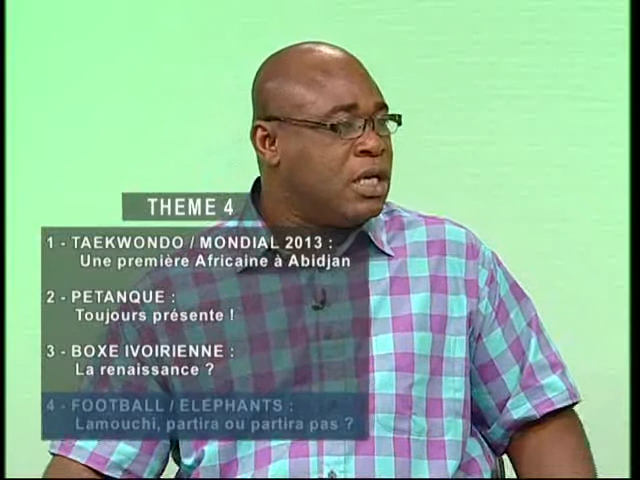 THEME 4
1 - TAEKWONDO / MONDIAL 2013 :
Une première Africaine à Abidjan
2 - PETANQUE :
Toujours présente !
3 - BOXE IVOIRIENNE :
La renaissance ?
4 - FOOTBALL / ELEPHANTS :
Lamouchi, partira ou partira pas ?